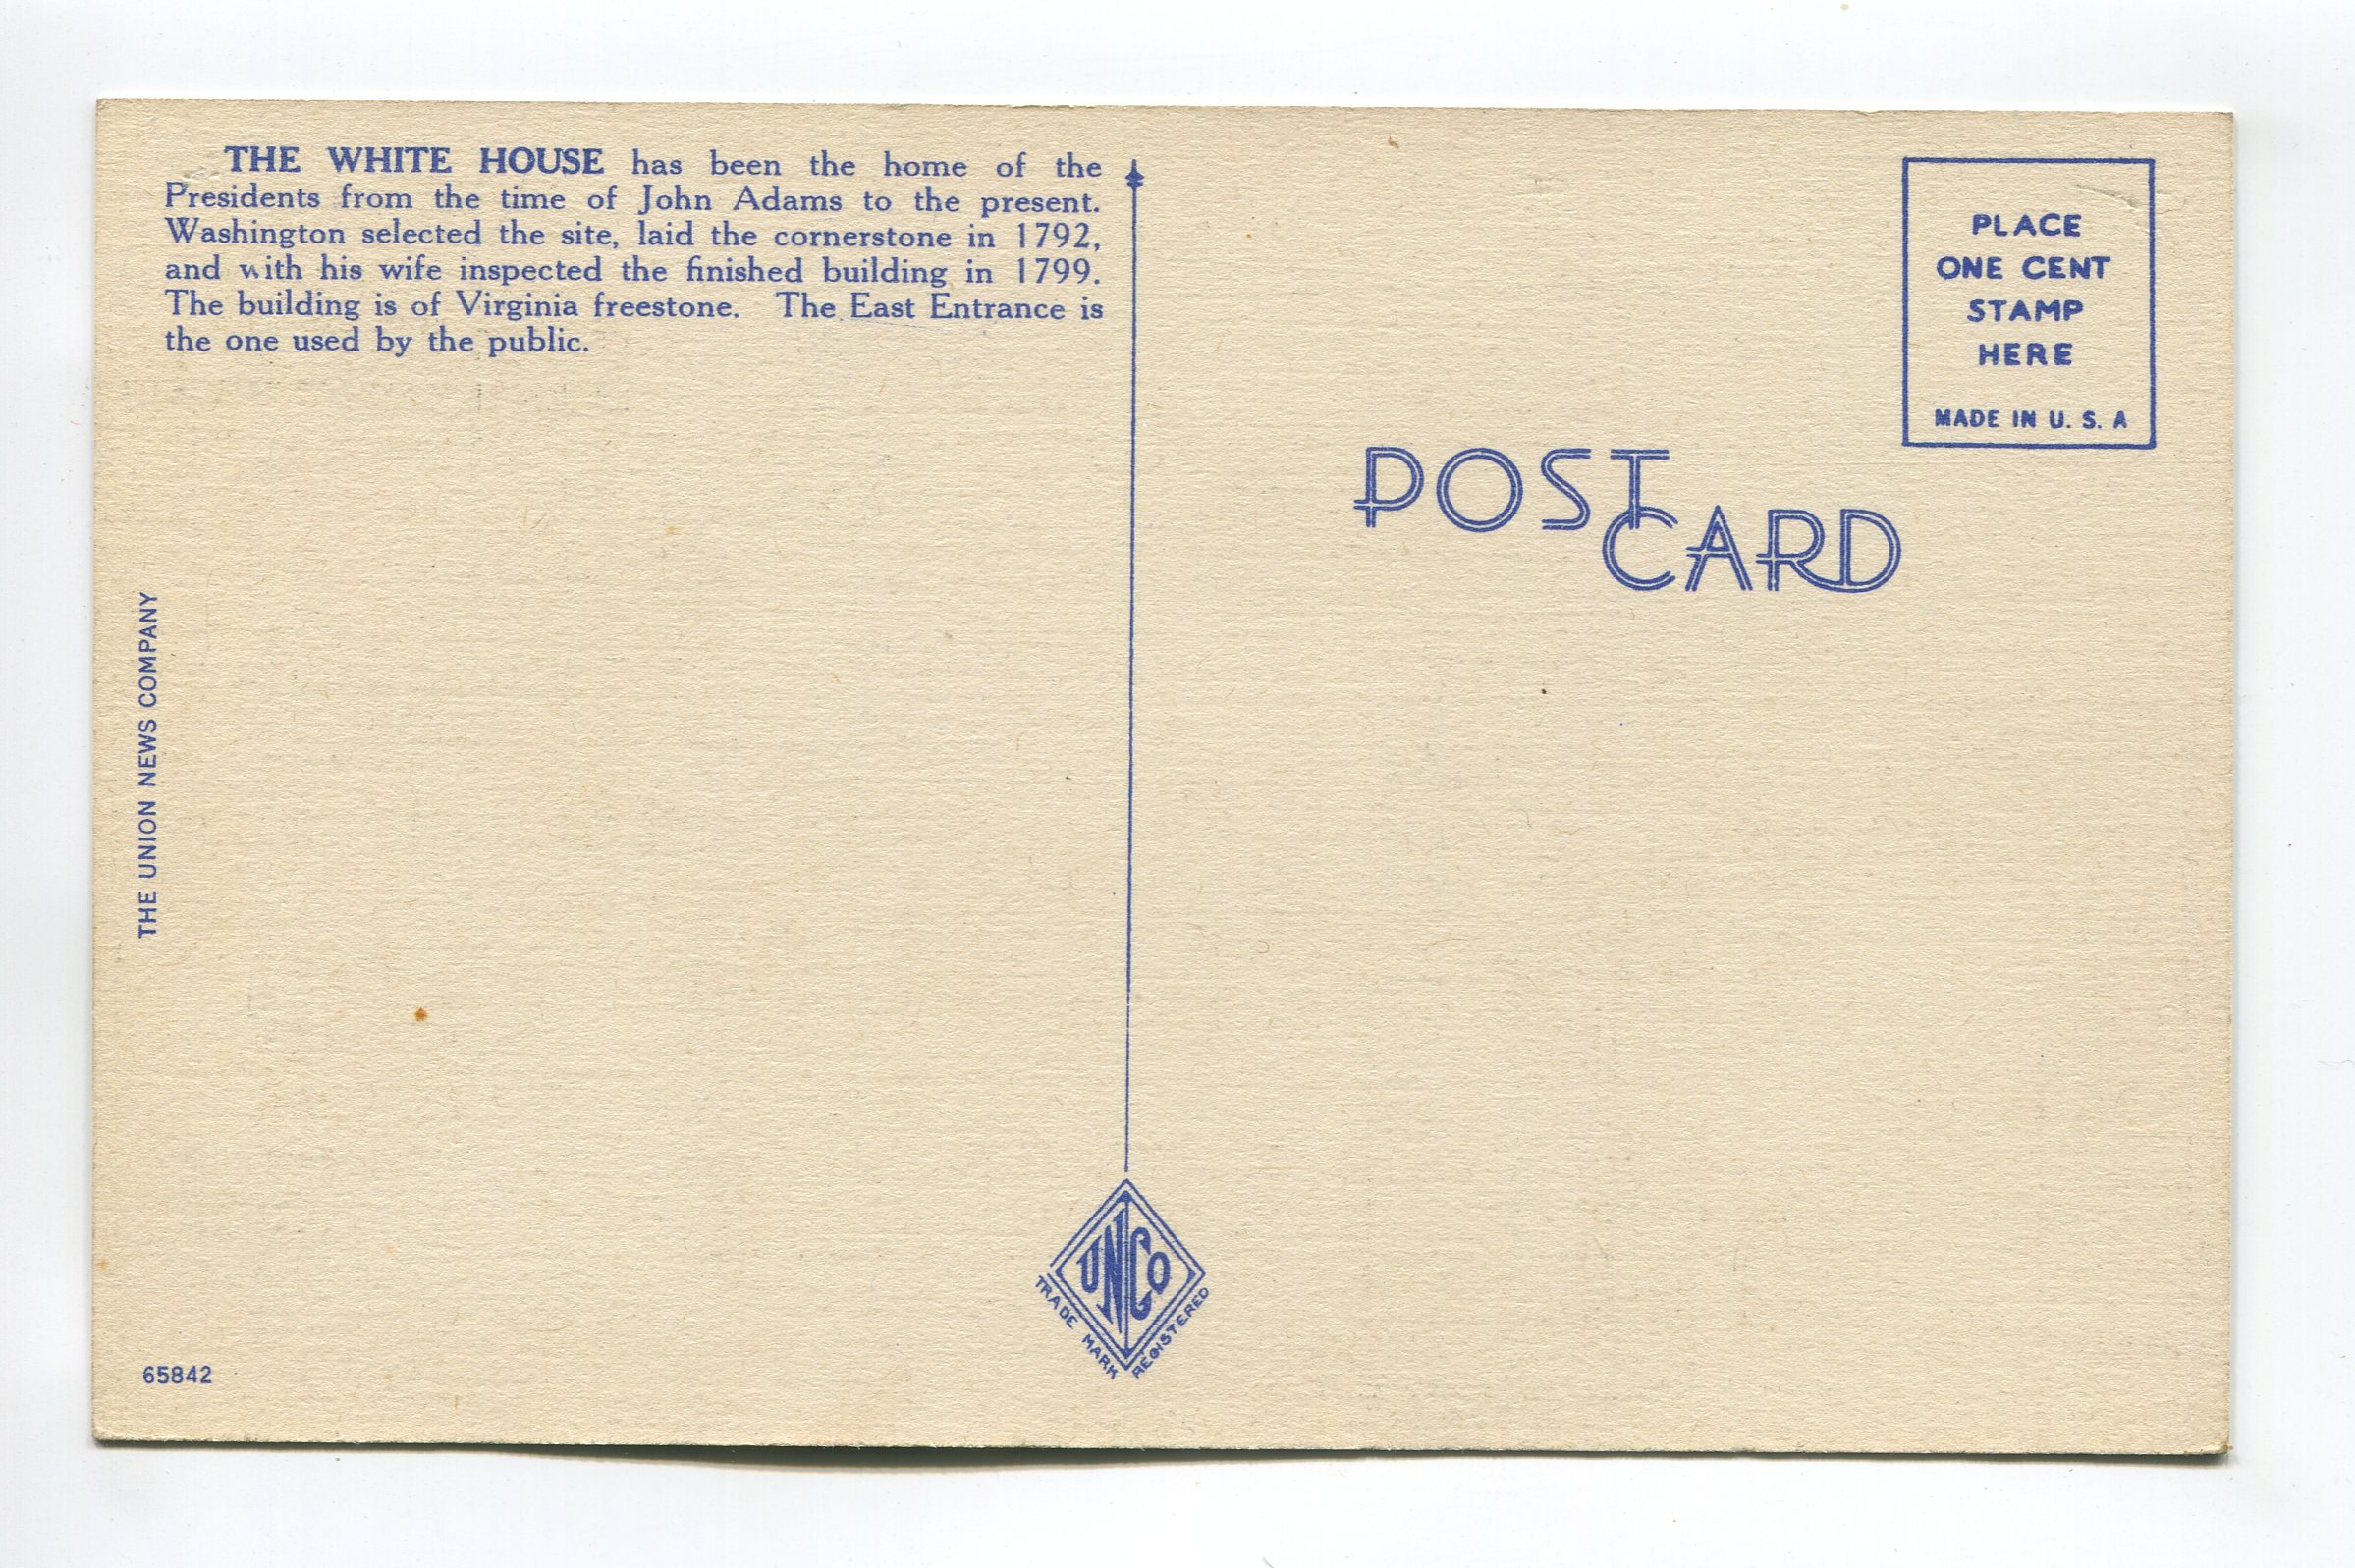 THE WHITE HOUSE has been the home of the
Presidents from the time of John Adams to the present.
Washington selected the site, laid the cornerstone in 1792,
and with his wife inspected the finished building in 1799.
The building is of Virginia freestone. The East Entrance is
the one used by the public.
PLACE
ONE CENT
STAMP
HERE
MADE IN U. S. A
POST
CARD
THE UNION NEWS COMPANY
UNCO
TRADE MARK REGISTERED
65842